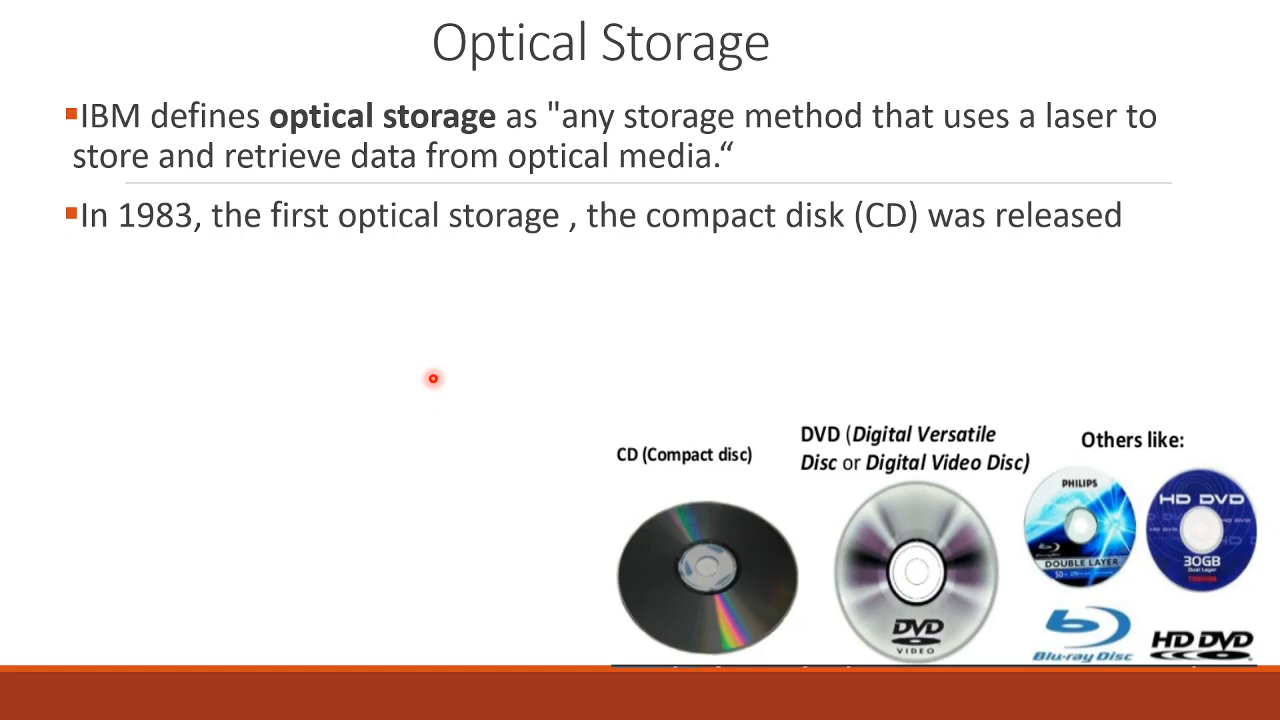 Optical Storage
IBM defines optical storage as "any storage method that uses a laser to
store and retrieve data from optical media.“
In 1983, the first optical storage , the compact disk (CD) was released
CD (Compact disc)
DVD (Digital Versatile
Disc or Digital Video Disc)
Others like:
DVD
VIDEO
PHILIPS
DOUBLE LAYER
HD DVD
30GB
Dual Layer
TOSHIBA
Blu-ray Disc
HD DVD